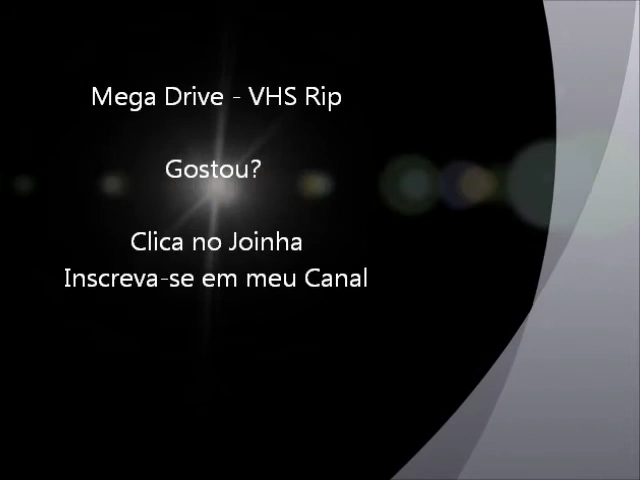 Mega Drive - VHS Rip
Gostou?
Clica no Joinha
Inscreva-se em meu Canal